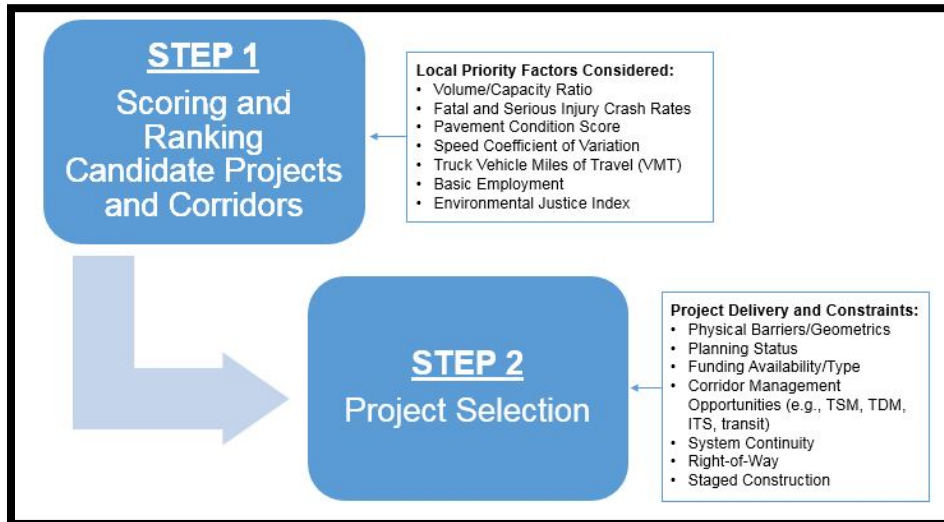 STEP 1
Scoring and
Ranking
Candidate Projects
and Corridors
Local Priority Factors Considered:
• Volume/Capacity Ratio
• Fatal and Serious Injury Crash Rates
• Pavement Condition Score
• Speed Coefficient of Variation
• Truck Vehicle Miles of Travel (VMT)
• Basic Employment
• Environmental Justice Index
STEP 2
Project Selection
Project Delivery and Constraints:
• Physical Barriers/Geometrics
• Planning Status
• Funding Availability/Type
• Corridor Management
Opportunities (e.g., TSM, TDM,
ITS, transit)
• System Continuity
• Right-of-Way
• Staged Construction